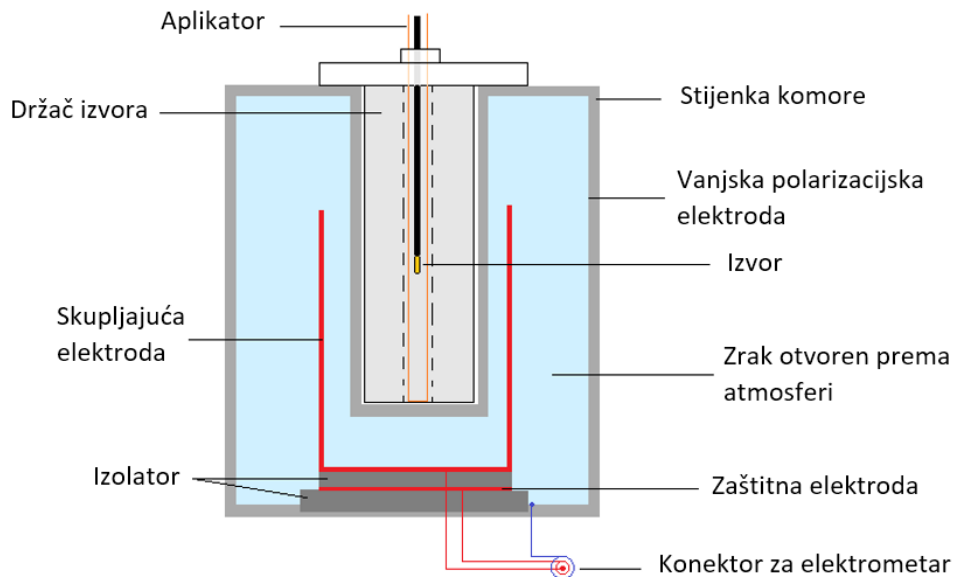 Aplikator
Držač izvora
Stijenka komore
Vanjska polarizacijska
elektroda
Izvor
Skupljajuća
elektroda
Zrak otvoren prema
atmosferi
Izolator
Zaštitna elektroda
Konektor za elektrometar